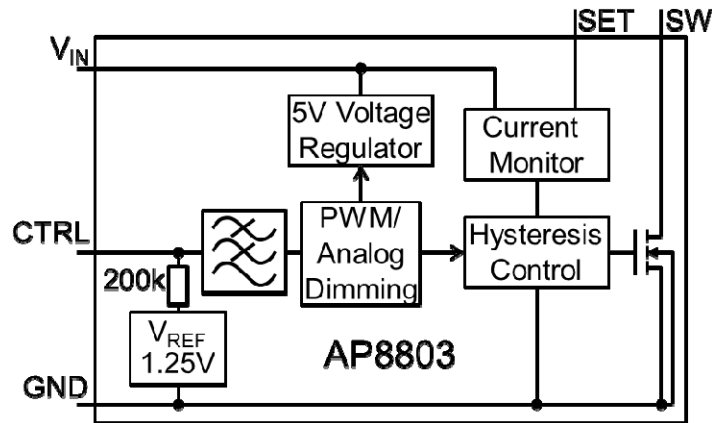 SET SW
VIN
5V Voltage
Regulator
Current
Monitor
CTRL
PWM/
Analog
Dimming
Hysteresis
Control
200k
VREF
1.25V
AP8803
GND